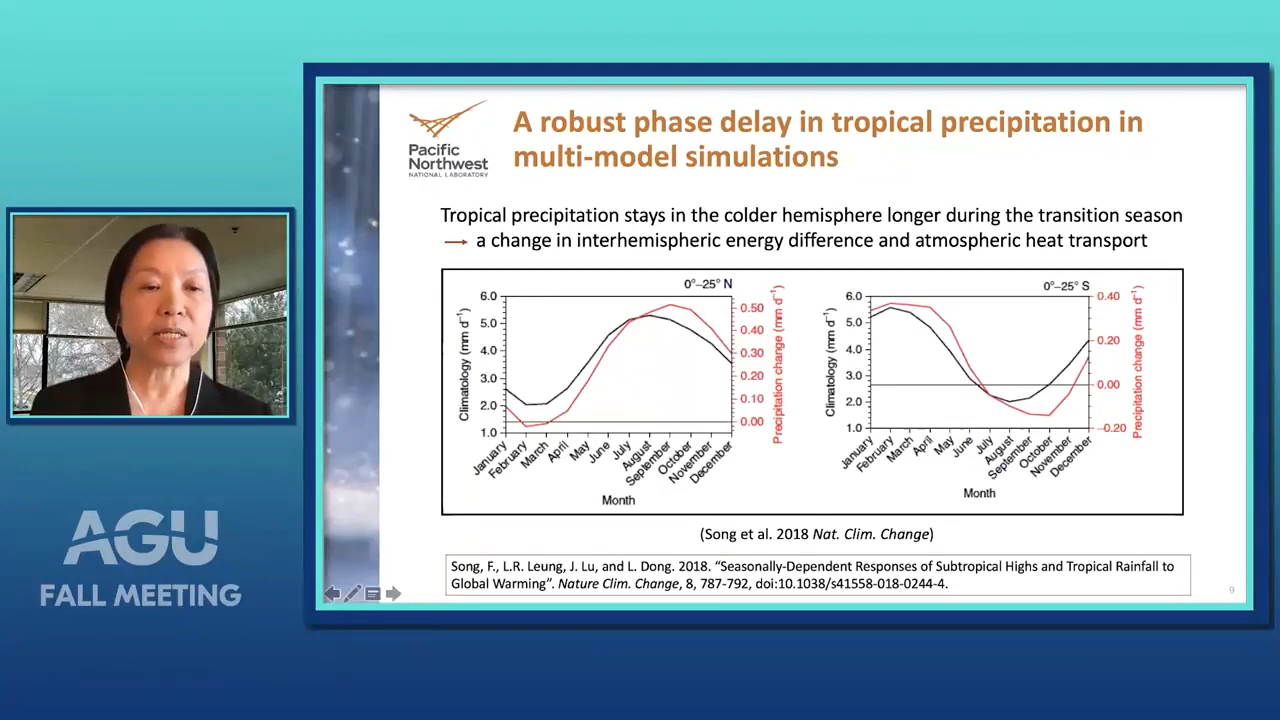 Pacific
Northwest
NATIONAL LABORATORY
A robust phase delay in tropical precipitation in
multi-model simulations
Tropical precipitation stays in the colder hemisphere longer during the transition season
→ a change in interhemispheric energy difference and atmospheric heat transport
0°–25° N
Climatology (mm d⁻¹)
6.0
5.0
4.0
3.0
2.0
1.0
0.50
0.40
0.30
0.20
0.10
0.00
Precipitation change (mm d⁻¹)
January
February
March
April
May
June
July
August
September
October
November
December
Month
0°–25° S
Climatology (mm d⁻¹)
6.0
5.0
4.0
3.0
2.0
1.0
0.40
0.20
0.00
–0.20
Precipitation change (mm d⁻¹)
January
February
March
April
May
June
July
August
September
October
November
December
Month
(Song et al. 2018 Nat. Clim. Change)
Song, F., L.R. Leung, J. Lu, and L. Dong. 2018. “Seasonally-Dependent Responses of Subtropical Highs and Tropical Rainfall to
Global Warming”. Nature Clim. Change, 8, 787-792, doi:10.1038/s41558-018-0244-4.
9
AGU
FALL MEETING